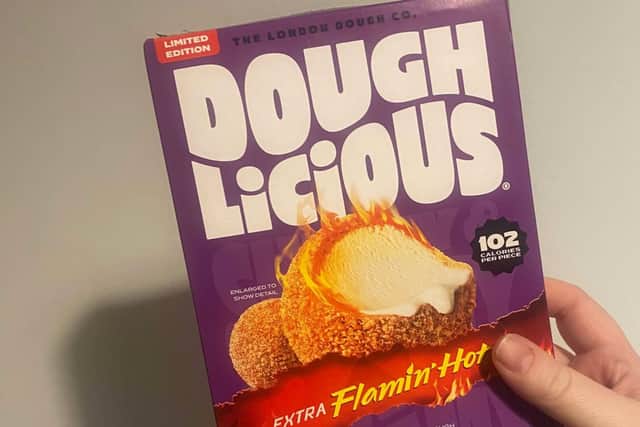 LIMITED
EDITION
THE LONDON DOUGH CO.
DOUGH
LICIOUS®
102
CALORIES
PER PIECE
ENLARGED TO
SHOW DETAIL
EXTRA Flamin' Hot